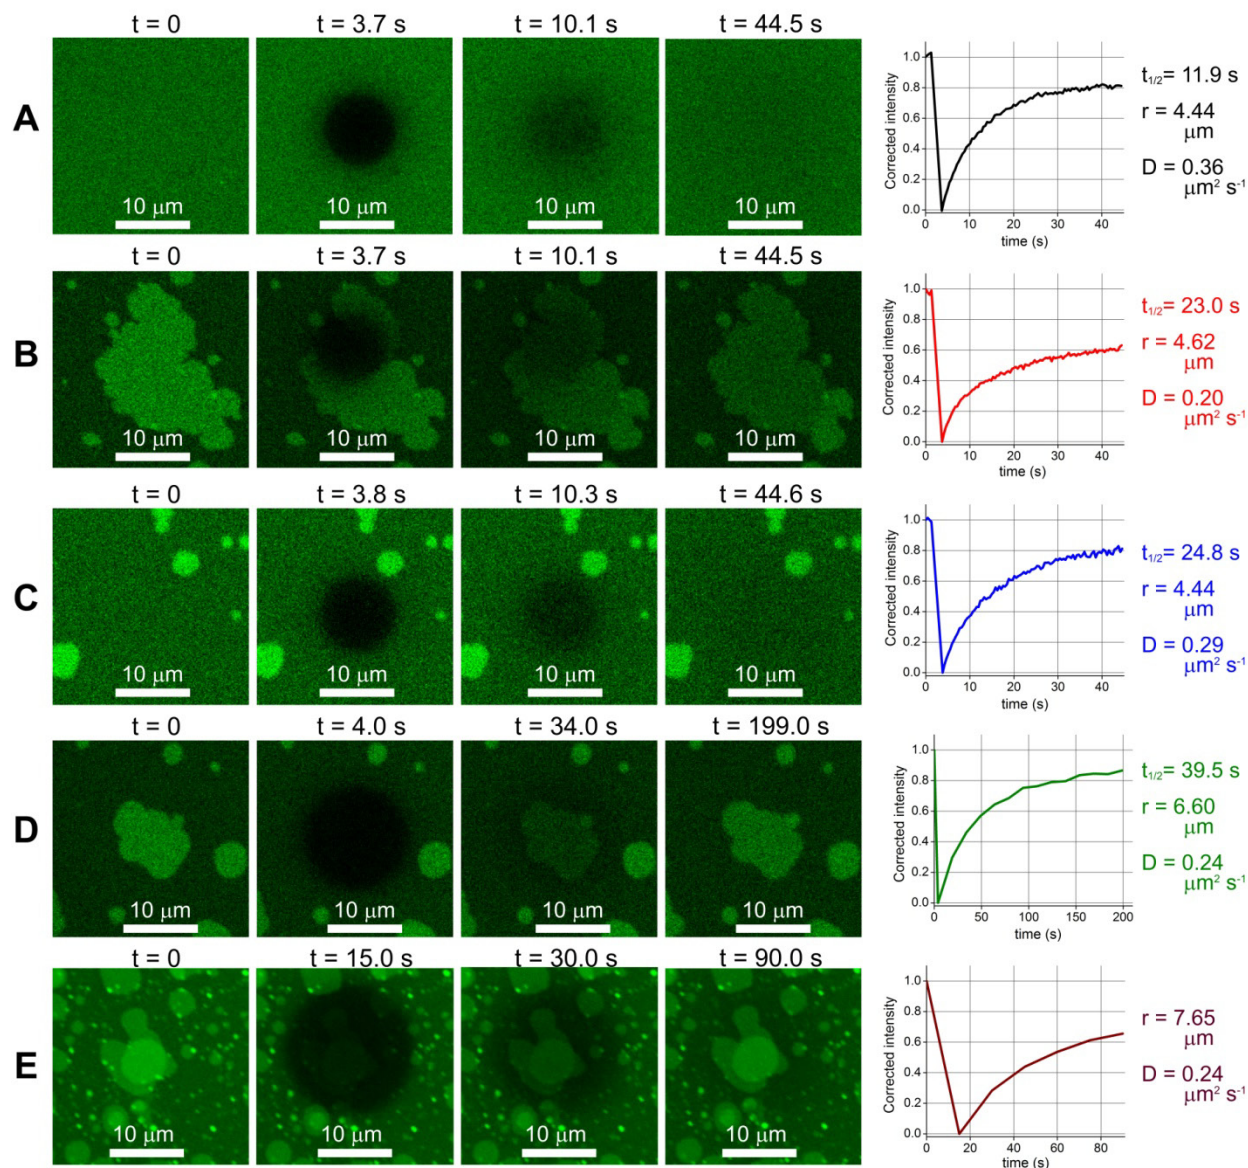 t = 0 t = 3.7 s t = 10.1 s t = 44.5 s
A
10 μm 10 μm 10 μm 10 μm
Corrected intensity
1.0
0.8
0.6
0.4
0.2
0.0
0 10 20 30 40
time (s)
t1/2= 11.9 s
r = 4.44
μm
D = 0.36
μm² s⁻¹
t = 0 t = 3.7 s t = 10.1 s t = 44.5 s
B
10 μm 10 μm 10 μm 10 μm
Corrected intensity
1.0
0.8
0.6
0.4
0.2
0.0
0 10 20 30 40
time (s)
t1/2= 23.0 s
r = 4.62
μm
D = 0.20
μm² s⁻¹
t = 0 t = 3.8 s t = 10.3 s t = 44.6 s
C
10 μm 10 μm 10 μm 10 μm
Corrected intensity
1.0
0.8
0.6
0.4
0.2
0.0
0 10 20 30 40
time (s)
t1/2= 24.8 s
r = 4.44
μm
D = 0.29
μm² s⁻¹
t = 0 t = 4.0 s t = 34.0 s t = 199.0 s
D
10 μm 10 μm 10 μm 10 μm
Corrected intensity
1.0
0.8
0.6
0.4
0.2
0.0
0 50 100 150 200
time (s)
t1/2= 39.5 s
r = 6.60
μm
D = 0.24
μm² s⁻¹
t = 0 t = 15.0 s t = 30.0 s t = 90.0 s
E
10 μm 10 μm 10 μm 10 μm
Corrected intensity
1.0
0.8
0.6
0.4
0.2
0.0
0 20 40 60 80
time (s)
r = 7.65
μm
D = 0.24
μm² s⁻¹